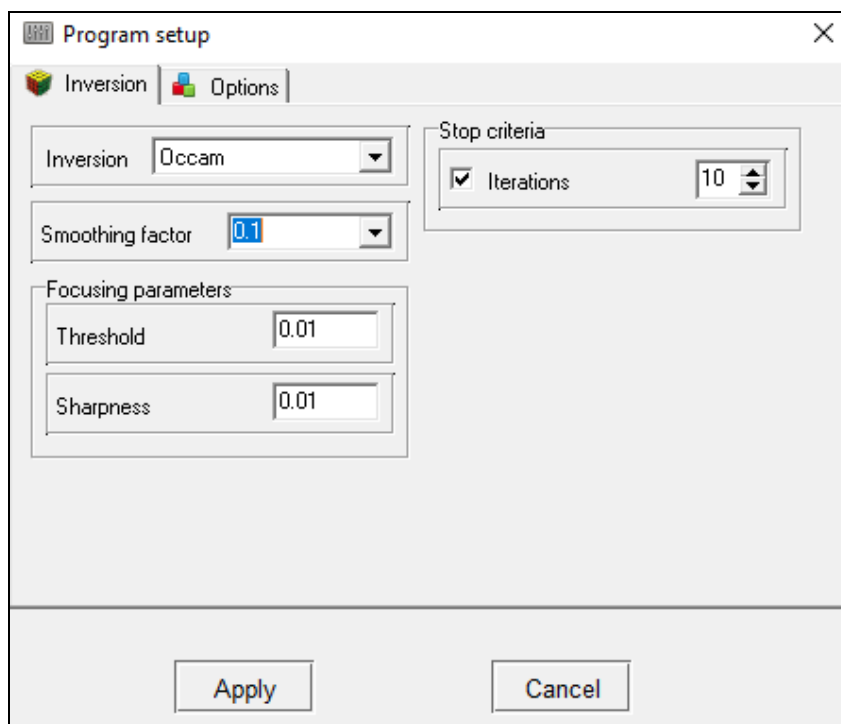 Program setup
Inversion Options
Inversion Occam
Smoothing factor 0.1
Focusing parameters
Threshold 0.01
Sharpness 0.01
Stop criteria
Iterations 10
Apply Cancel